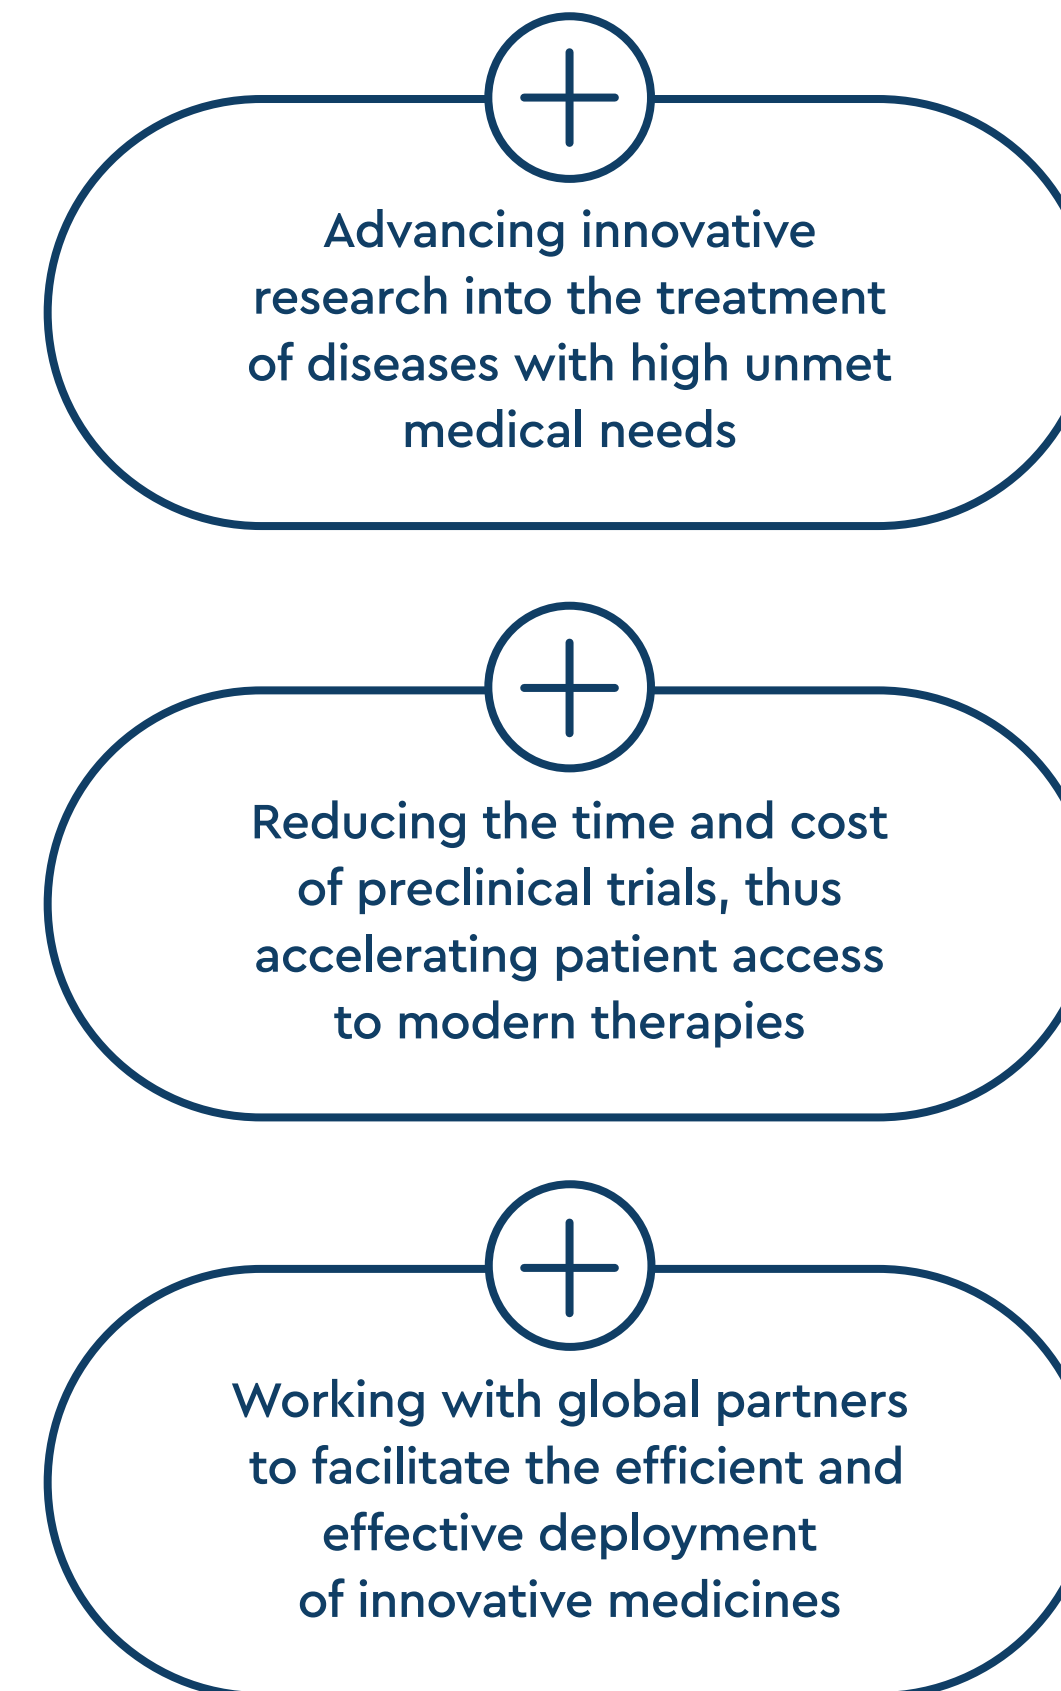 Advancing innovative
research into the treatment
of diseases with high unmet
medical needs
Reducing the time and cost
of preclinical trials, thus
accelerating patient access
to modern therapies
Working with global partners
to facilitate the efficient and
effective deployment
of innovative medicines